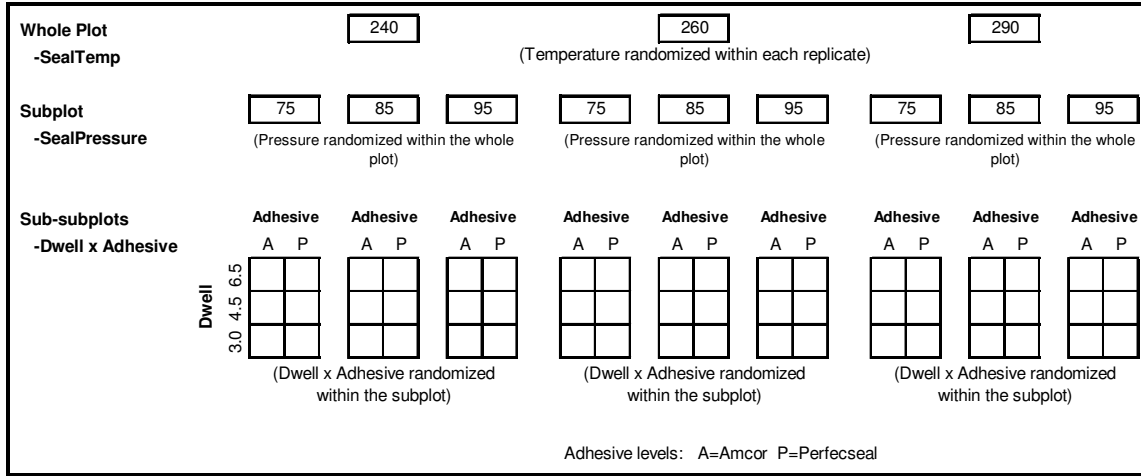 Whole Plot 240 260 290
-SealTemp (Temperature randomized within each replicate)
Subplot 75 85 95 75 85 95 75 85 95
-SealPressure (Pressure randomized within the whole plot) (Pressure randomized within the whole plot) (Pressure randomized within the whole plot)
Sub-subplots Adhesive Adhesive Adhesive Adhesive Adhesive Adhesive Adhesive Adhesive Adhesive
-Dwell x Adhesive A P A P A P A P A P A P A P A P A P
Dwell
6.5
4.5
3.0
(Dwell x Adhesive randomized within the subplot) (Dwell x Adhesive randomized within the subplot) (Dwell x Adhesive randomized within the subplot)
Adhesive levels: A=Amcor P=Perfecseal